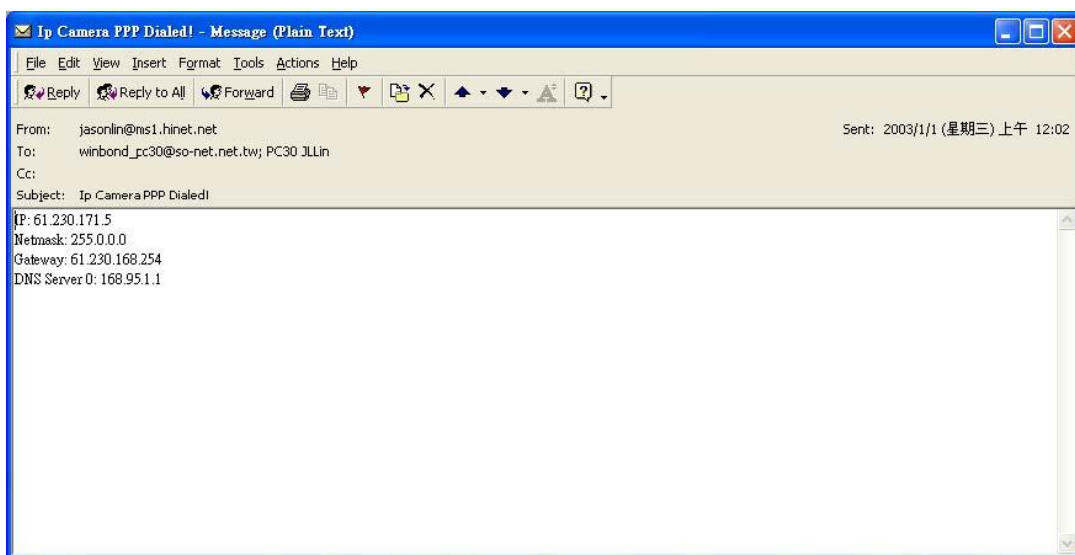 Ip Camera PPP Dialed! - Message (Plain Text)
File Edit View Insert Format Tools Actions Help
Reply Reply to All Forward
From: jasonlin@ms1.hinet.net Sent: 2003/1/1 (星期三) 上午 12:02
To: winbond_pc30@so-net.net.tw; PC30 JLLin
Cc:
Subject: Ip Camera PPP Dialed!
IP: 61.230.171.5
Netmask: 255.0.0.0
Gateway: 61.230.168.254
DNS Server 0: 168.95.1.1